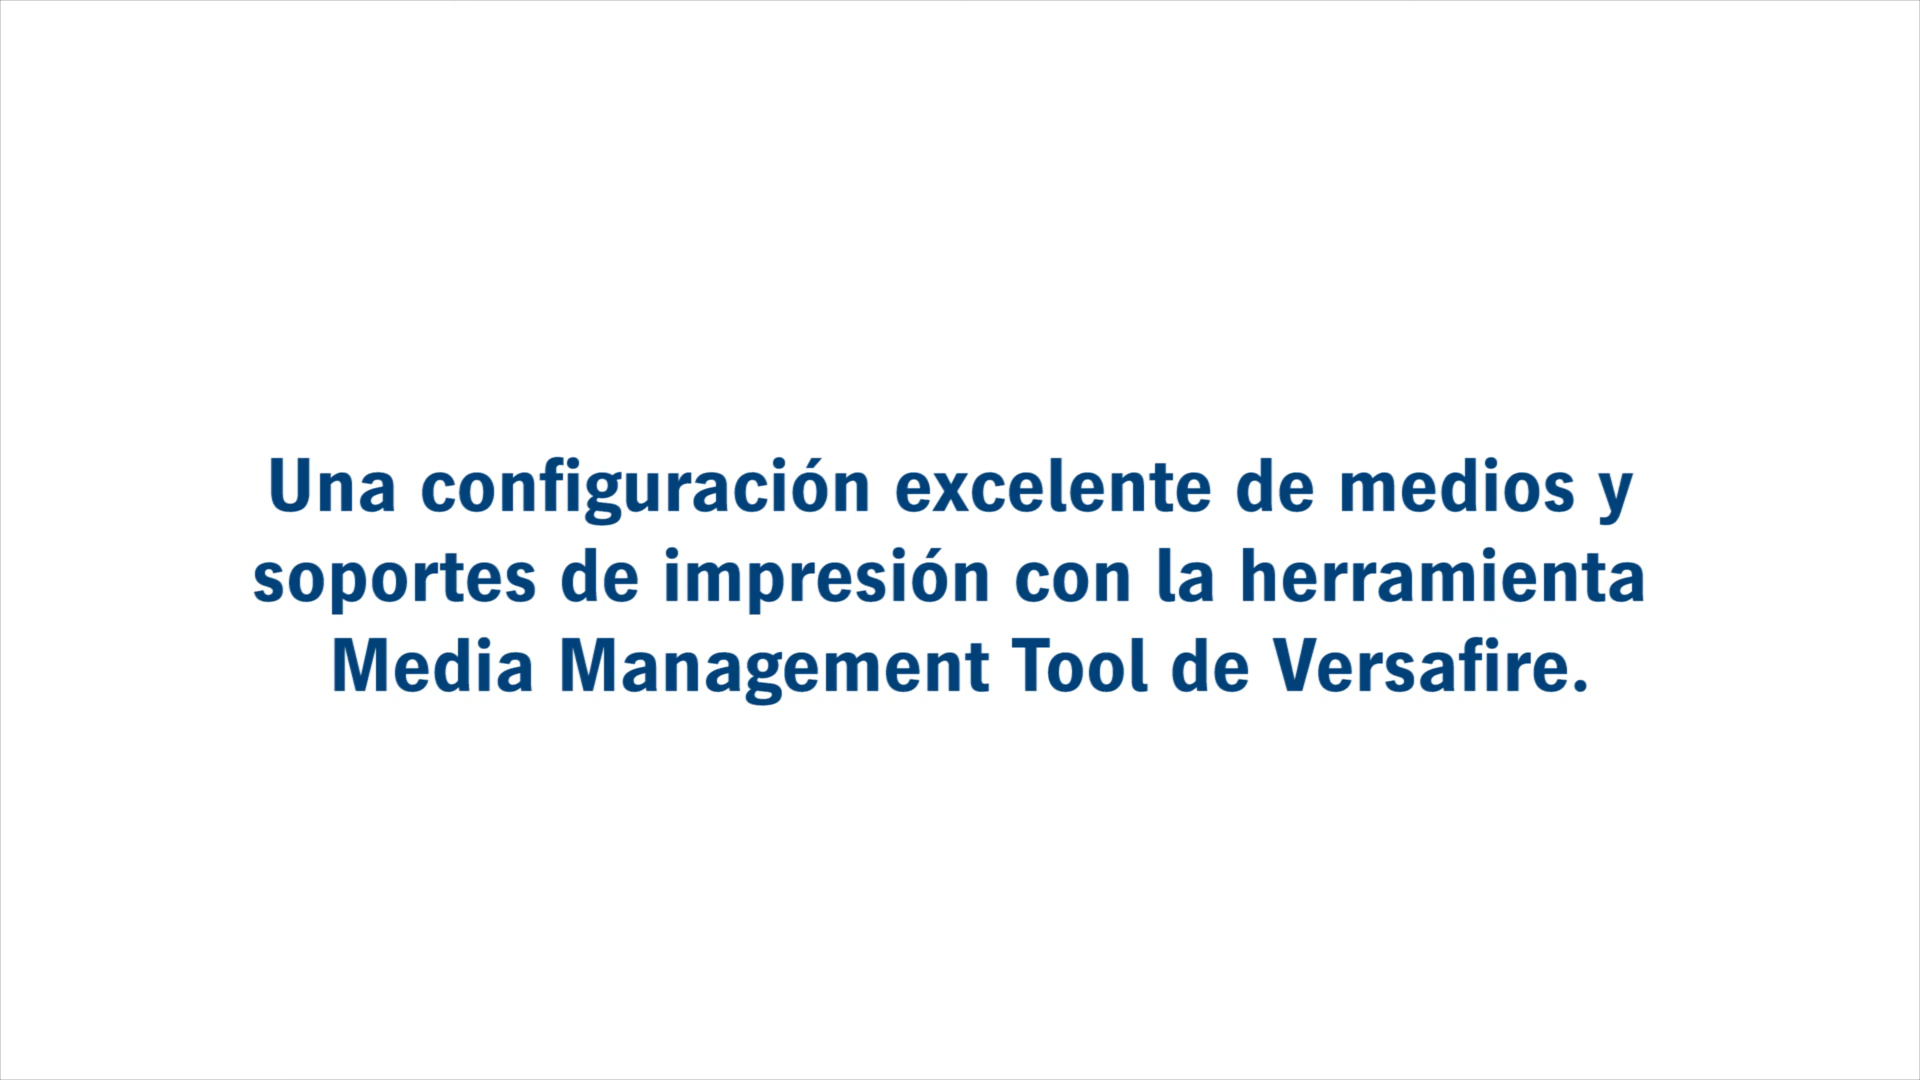 Una configuración excelente de medios y
soportes de impresión con la herramienta
Media Management Tool de Versafire.